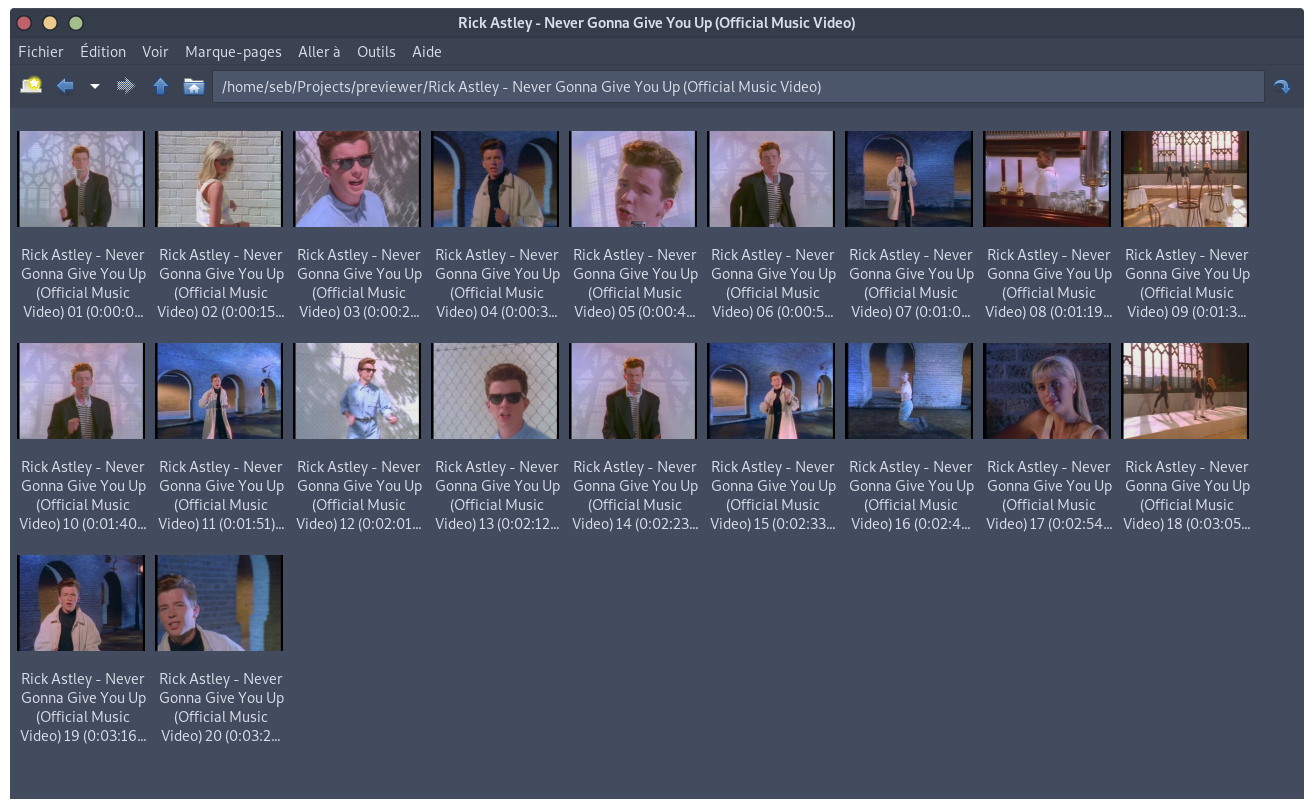 Rick Astley - Never Gonna Give You Up (Official Music Video)
Fichier Édition Voir Marque-pages Aller à Outils Aide
/home/seb/Projects/previewer/Rick Astley - Never Gonna Give You Up (Official Music Video)
Rick Astley - Never
Gonna Give You Up
(Official Music
Video) 01 (0:00:0...
Rick Astley - Never
Gonna Give You Up
(Official Music
Video) 02 (0:00:15...
Rick Astley - Never
Gonna Give You Up
(Official Music
Video) 03 (0:00:2...
Rick Astley - Never
Gonna Give You Up
(Official Music
Video) 04 (0:00:3...
Rick Astley - Never
Gonna Give You Up
(Official Music
Video) 05 (0:00:4...
Rick Astley - Never
Gonna Give You Up
(Official Music
Video) 06 (0:00:5...
Rick Astley - Never
Gonna Give You Up
(Official Music
Video) 07 (0:01:0...
Rick Astley - Never
Gonna Give You Up
(Official Music
Video) 08 (0:01:19...
Rick Astley - Never
Gonna Give You Up
(Official Music
Video) 09 (0:01:3...
Rick Astley - Never
Gonna Give You Up
(Official Music
Video) 10 (0:01:40...
Rick Astley - Never
Gonna Give You Up
(Official Music
Video) 11 (0:01:51)...
Rick Astley - Never
Gonna Give You Up
(Official Music
Video) 12 (0:02:01...
Rick Astley - Never
Gonna Give You Up
(Official Music
Video) 13 (0:02:12...
Rick Astley - Never
Gonna Give You Up
(Official Music
Video) 14 (0:02:23...
Rick Astley - Never
Gonna Give You Up
(Official Music
Video) 15 (0:02:33...
Rick Astley - Never
Gonna Give You Up
(Official Music
Video) 16 (0:02:4...
Rick Astley - Never
Gonna Give You Up
(Official Music
Video) 17 (0:02:54...
Rick Astley - Never
Gonna Give You Up
(Official Music
Video) 18 (0:03:05...
Rick Astley - Never
Gonna Give You Up
(Official Music
Video) 19 (0:03:16...
Rick Astley - Never
Gonna Give You Up
(Official Music
Video) 20 (0:03:2...